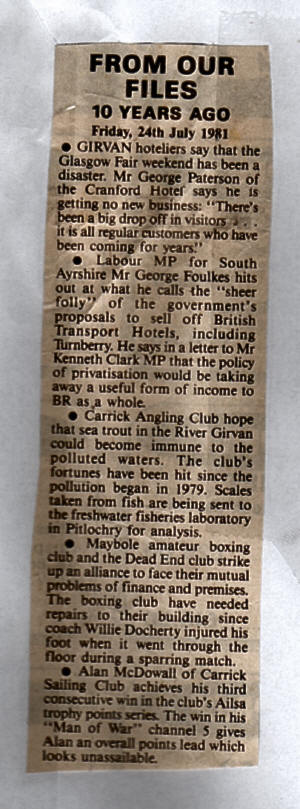 FROM OUR
FILES
10 YEARS AGO
Friday, 24th July 1981
● GIRVAN hoteliers say that the
Glasgow Fair weekend has been a
disaster. Mr George Paterson of
the Cranford Hotel says he is
getting no new business: "There's
been a big drop off in visitors . . .
it is all regular customers who have
been coming for years."
● Labour MP for South
Ayrshire Mr George Foulkes hits
out at what he calls the "sheer
folly" of the government's
proposals to sell off British
Transport Hotels, including
Turnberry. He says in a letter to Mr
Kenneth Clark MP that the policy
of privatisation would be taking
away a useful form of income to
BR as a whole.
● Carrick Angling Club hope
that sea trout in the River Girvan
could become immune to the
polluted waters. The club's
fortunes have been hit since the
pollution began in 1979. Scales
taken from fish are being sent to
the freshwater fisheries laboratory
in Pitlochry for analysis.
● Maybole amateur boxing
club and the Dead End club strike
up an alliance to face their mutual
problems of finance and premises.
The boxing club have needed
repairs to their building since
coach Willie Docherty injured his
foot when it went through the
floor during a sparring match.
● Alan McDowall of Carrick
Sailing Club achieves his third
consecutive win in the club's Ailsa
trophy points series. The win in his
"Man of War" channel 5 gives
Alan an overall points lead which
looks unassailable.